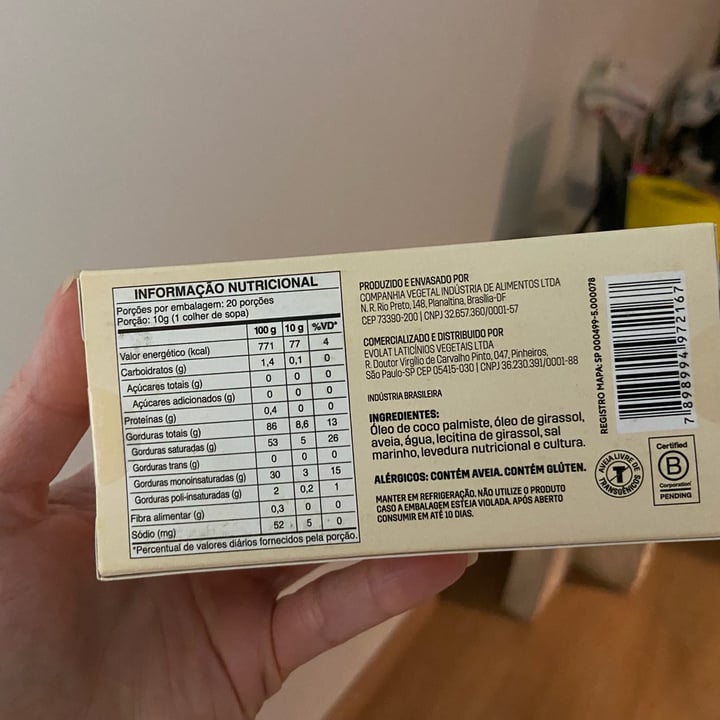 INFORMAÇÃO NUTRICIONAL
Porções por embalagem: 20 porções
Porção: 10g (1 colher de sopa)
100 g 10 g %VD*
Valor energético (kcal) 771 77 4
Carboidratos (g) 1,4 0,1 0
Açúcares totais (g) 0 0 0
Açúcares adicionados (g) 0 0 0
Proteínas (g) 0,4 0 0
Gorduras totais (g) 86 8,6 13
Gorduras saturadas (g) 53 5 26
Gorduras trans (g) 0 0 0
Gorduras monoinsaturadas (g) 30 3 15
Gorduras poli-insaturadas (g) 2 0,2 1
Fibra alimentar (g) 0,3 0 0
Sódio (mg) 52 5 0
*Percentual de valores diários fornecidos pela porção.
PRODUZIDO E ENVASADO POR
COMPANHIA VEGETAL INDÚSTRIA DE ALIMENTOS LTDA
N. R. Rio Preto, 148, Planaltina, Brasília-DF
CEP 73390-200 | CNPJ 32.657.360/0001-57
COMERCIALIZADO E DISTRIBUIDO POR
EVOLAT LATICÍNIOS VEGETAIS LTDA
R. Doutor Virgílio de Carvalho Pinto, 047, Pinheiros,
São Paulo-SP CEP 05415-030 | CNPJ 36.230.391/0001-88
INDÚSTRIA BRASILEIRA
INGREDIENTES:
Óleo de coco palmiste, óleo de girassol,
aveia, água, lecitina de girassol, sal
marinho, levedura nutricional e cultura.
ALÉRGICOS: CONTÉM AVEIA. CONTÉM GLÚTEN.
MANTER EM REFRIGERAÇÃO. NÃO UTILIZE O PRODUTO
CASO A EMBALAGEM ESTEJA VIOLADA. APÓS ABERTO
CONSUMIR EM ATÉ 10 DIAS.
REGISTRO MAPA: SP 000499-5.000078
7 898994 972167
AVEIA LIVRE DE
T
TRANSGÊNICOS
Certified
B
Corporation
PENDING